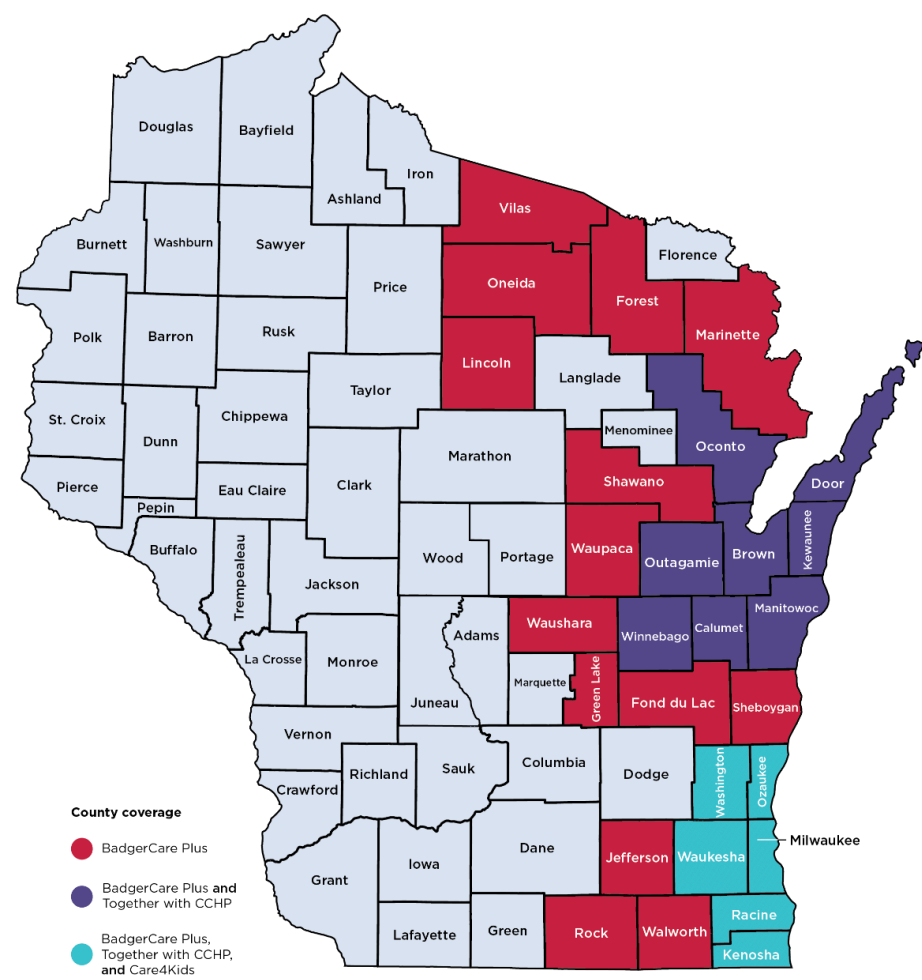 Douglas
Bayfield
Iron
Ashland
Vilas
Burnett
Washburn
Sawyer
Florence
Price
Oneida
Forest
Polk
Barron
Rusk
Marinette
Lincoln
Langlade
Taylor
St. Croix
Chippewa
Menominee
Dunn
Oconto
Marathon
Shawano
Door
Pierce
Eau Claire
Clark
Pepin
Kewaunee
Buffalo
Trempealeau
Wood
Portage
Waupaca
Outagamie
Brown
Jackson
Manitowoc
Waushara
Winnebago
Calumet
Adams
La Crosse
Monroe
Marquette
Green Lake
Juneau
Fond du Lac
Sheboygan
Vernon
Columbia
Washington
Ozaukee
Richland
Sauk
Dodge
Crawford
County coverage
BadgerCare Plus
BadgerCare Plus and
Together with CCHP
BadgerCare Plus,
Together with CCHP,
and Care4Kids
Milwaukee
Dane
Jefferson
Waukesha
Iowa
Grant
Racine
Lafayette
Green
Rock
Walworth
Kenosha